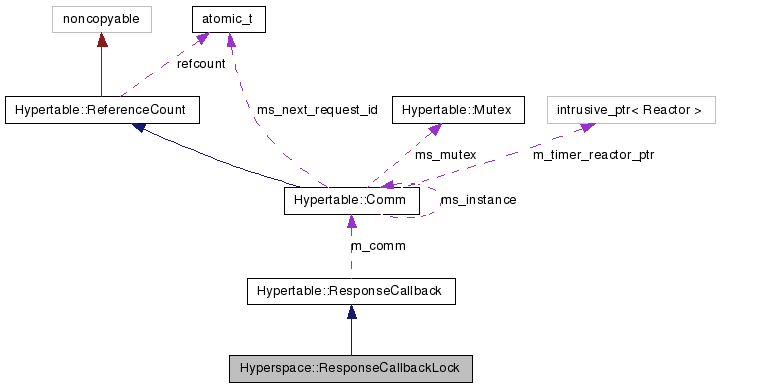 noncopyable
atomic_t
refcount
Hypertable::ReferenceCount
ms_next_request_id
Hypertable::Mutex
intrusive_ptr< Reactor >
ms_mutex
m_timer_reactor_ptr
Hypertable::Comm
ms_instance
m_comm
Hypertable::ResponseCallback
Hyperspace::ResponseCallbackLock